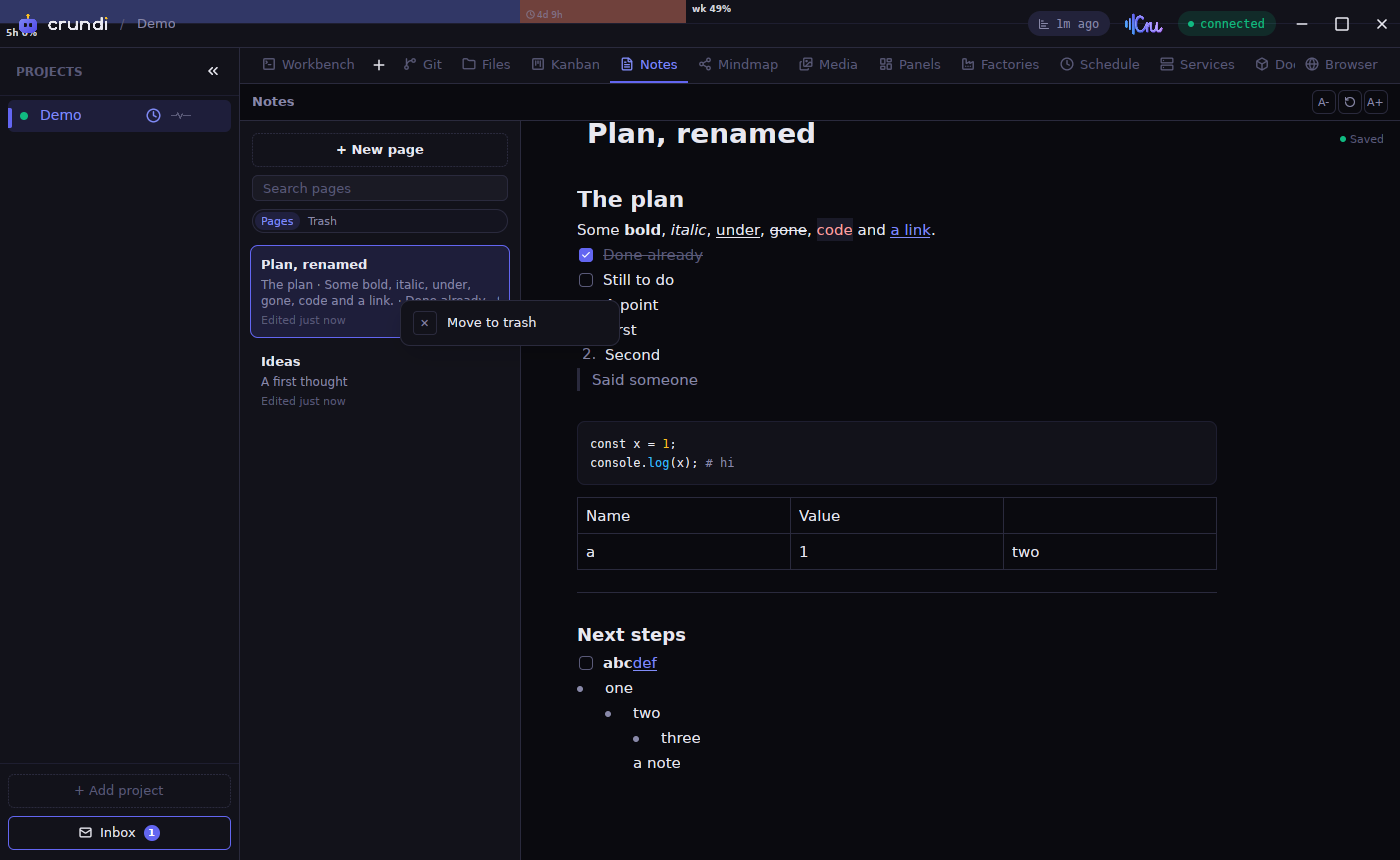 4d 9h
wk 49%
crundi / Demo
1m ago
connected
PROJECTS
Demo
+ Add project
Inbox 1
Workbench + Git Files Kanban Notes Mindmap Media Panels Factories Schedule Services Browser
Notes
A- A+
+ New page
Search pages
Pages Trash
Plan, renamed
The plan · Some bold, italic, under,
gone, code and a link. · Done already
Edited just now
Move to trash
Ideas
A first thought
Edited just now
Saved
Plan, renamed
The plan
Some bold, italic, under, gone, code and a link.
Done already
Still to do
point
2. Second
Said someone
const x = 1;
console.log(x); # hi
Name Value
a 1 two
Next steps
abcdef
one
two
three
a note